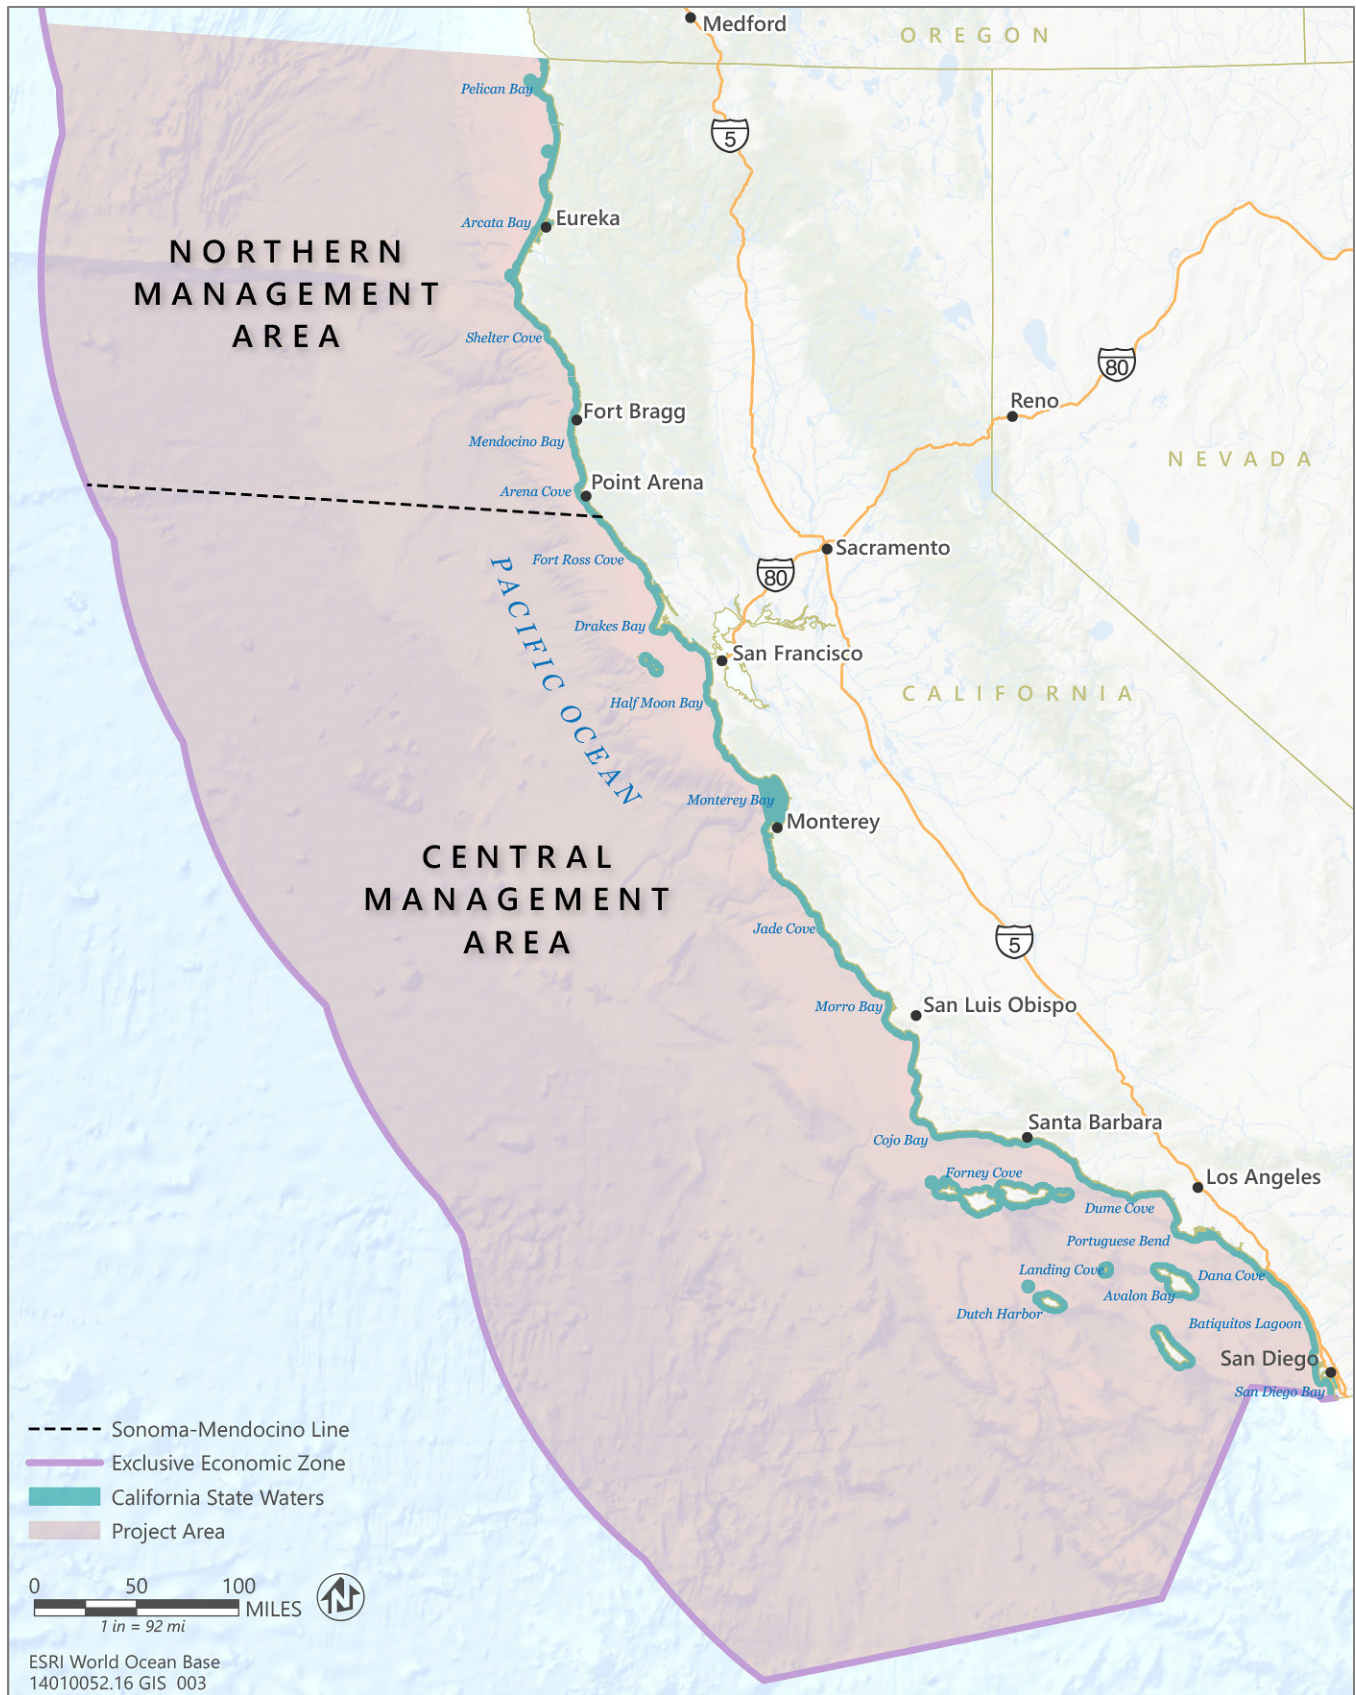 Medford
OREGON
Pelican Bay
5
Arcata Bay
Eureka
NORTHERN
MANAGEMENT
AREA
Shelter Cove
80
Reno
Fort Bragg
Mendocino Bay
NEVADA
Arena Cove
Point Arena
Sacramento
Fort Ross Cove
80
Drakes Bay
San Francisco
PACIFIC OCEAN
CALIFORNIA
Half Moon Bay
Monterey Bay
Monterey
CENTRAL
MANAGEMENT
AREA
Jade Cove
5
Morro Bay
San Luis Obispo
Santa Barbara
Cojo Bay
Forney Cove
Los Angeles
Dume Cove
Portuguese Bend
Landing Cove
Dana Cove
Avalon Bay
Dutch Harbor
Batiquitos Lagoon
San Diego
San Diego Bay
Sonoma-Mendocino Line
Exclusive Economic Zone
California State Waters
Project Area
0 50 100
MILES
1 in = 92 mi
N
ESRI World Ocean Base
14010052.16 GIS 003